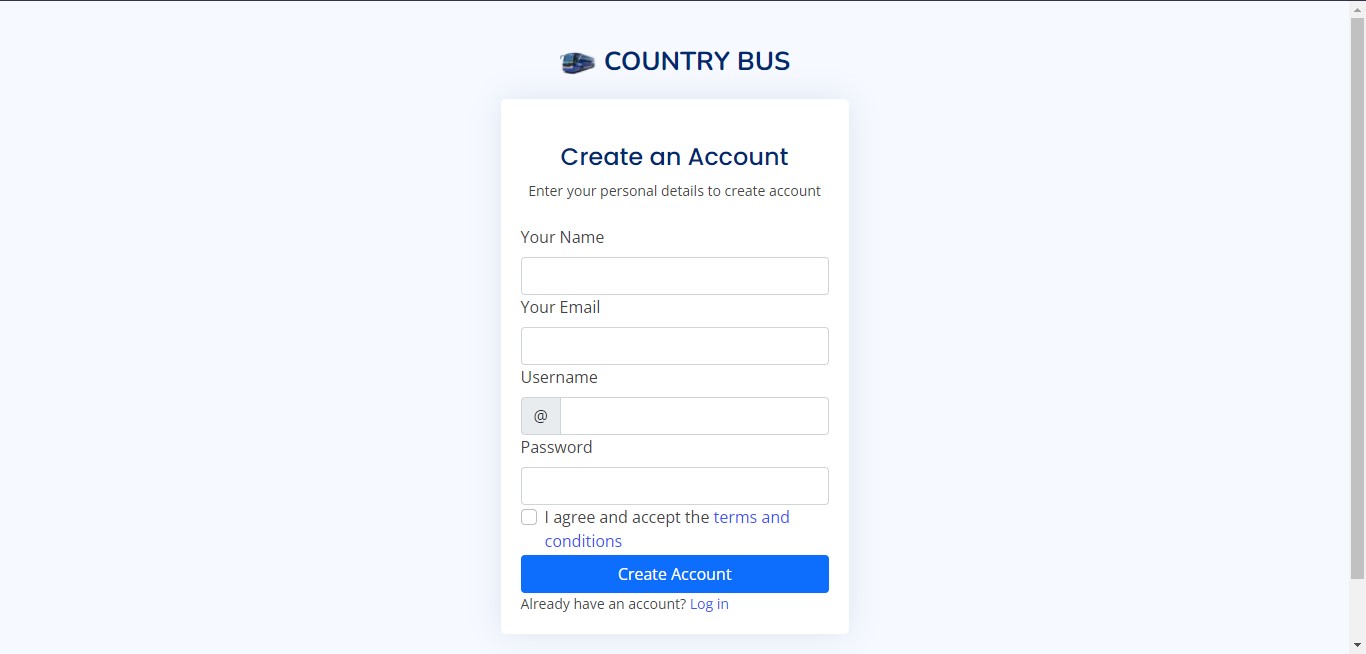 COUNTRY BUS
Create an Account
Enter your personal details to create account
Your Name
Your Email
Username
@
Password
I agree and accept the terms and
conditions
Create Account
Already have an account? Log in